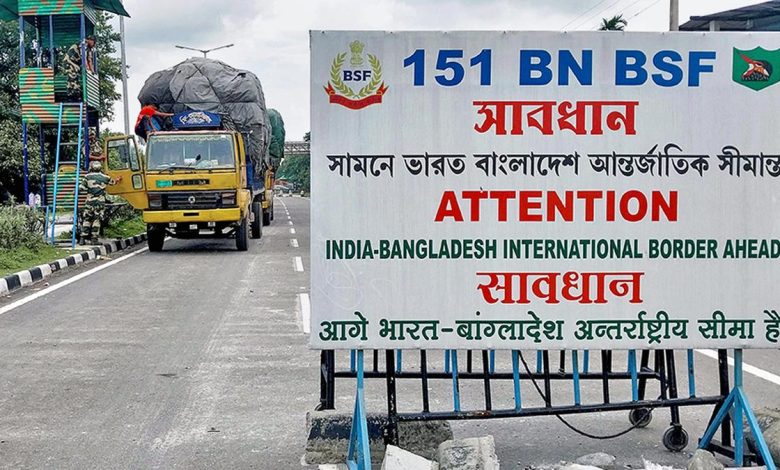 BSF
151 BN BSF
সাবধান
সামনে ভারত বাংলাদেশ আন্তর্জাতিক সীমান্ত
ATTENTION
INDIA-BANGLADESH INTERNATIONAL BORDER AHEAD
सावधान
आगे भारत-बांग्लादेश अन्तर्राष्ट्रीय सीमा है